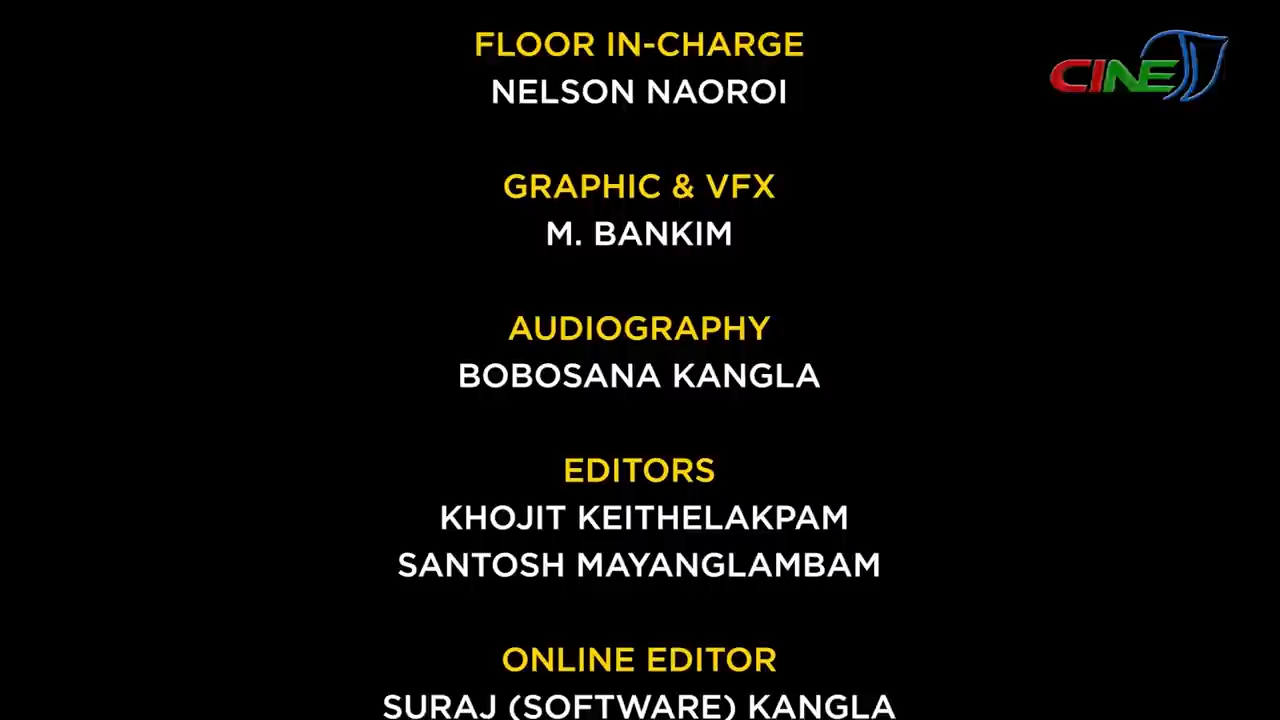 FLOOR IN-CHARGE
NELSON NAOROI
CINE
GRAPHIC & VFX
M. BANKIM
AUDIOGRAPHY
BOBOSANA KANGLA
EDITORS
KHOJIT KEITHELAKPAM
SANTOSH MAYANGLAMBAM
ONLINE EDITOR
SURAJ (SOFTWARE) KANGLA